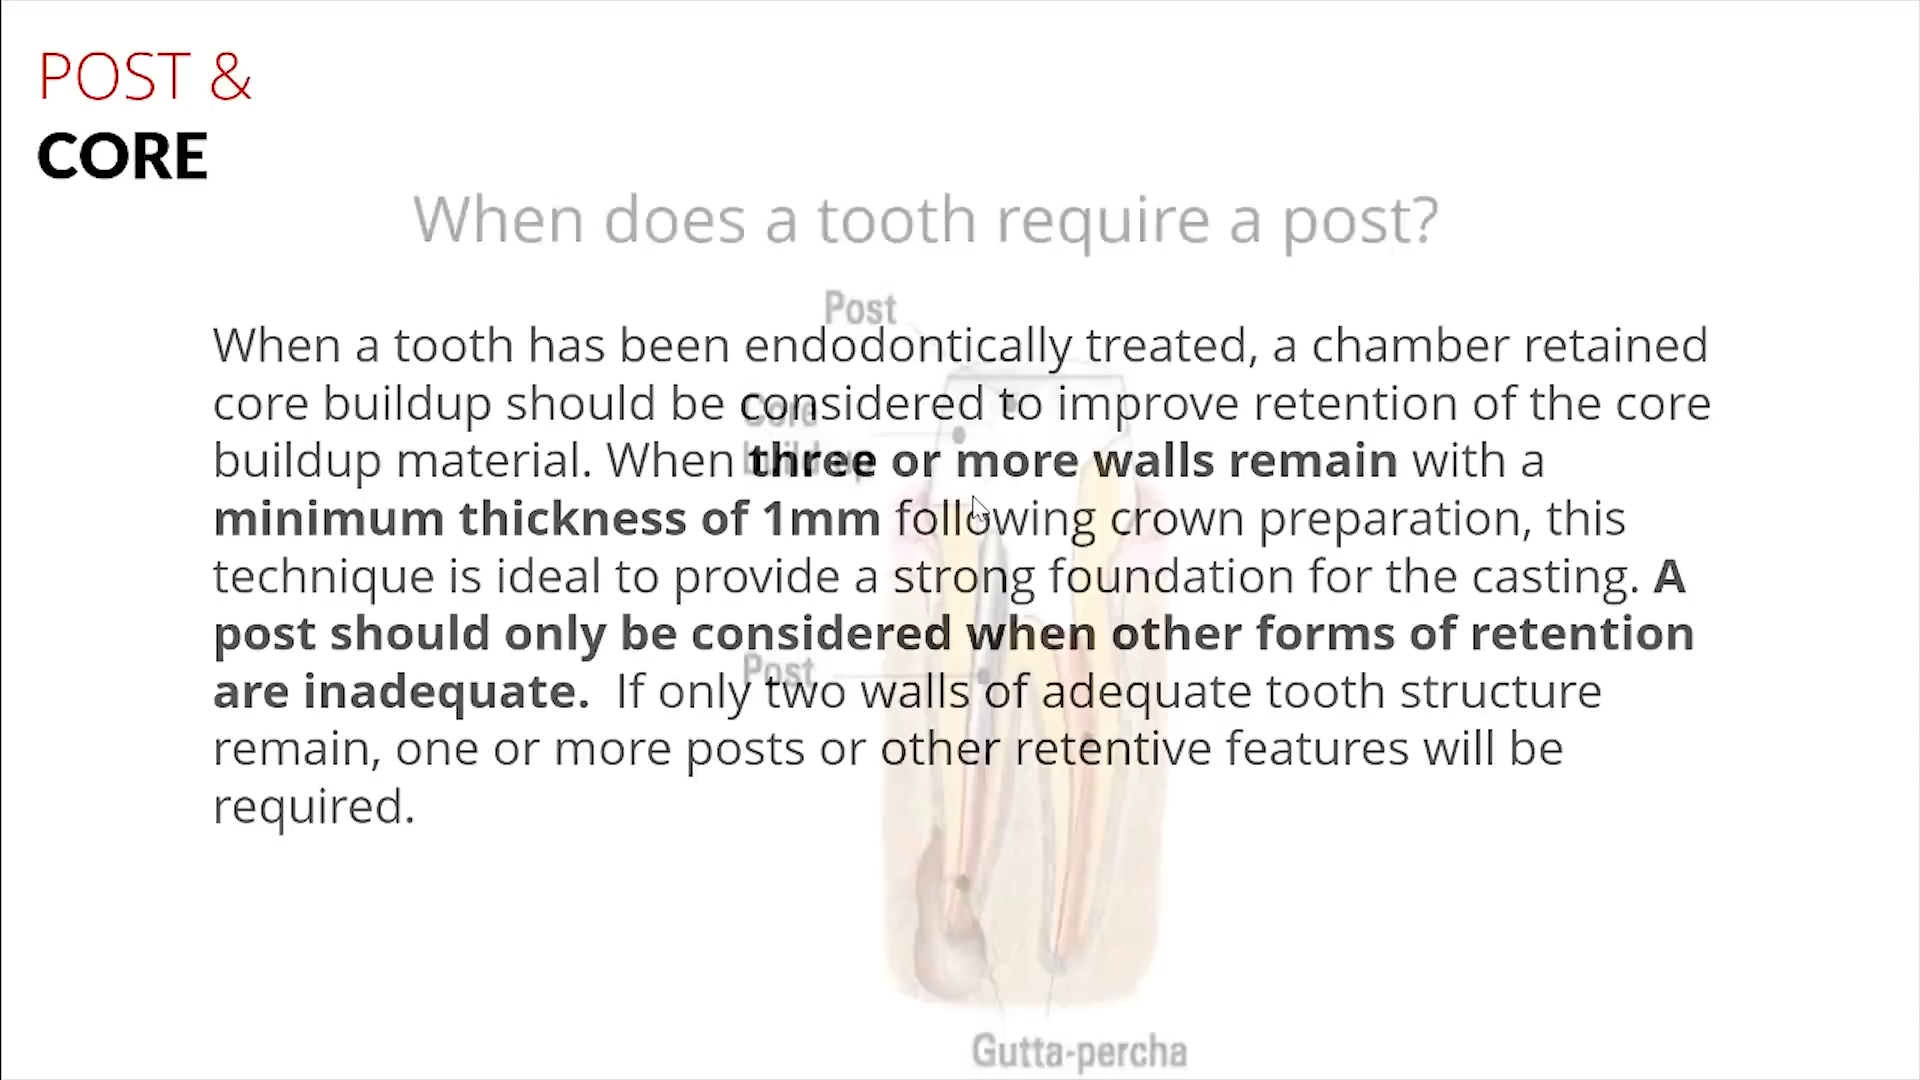 POST &
CORE
When does a tooth require a post?
Post
When a tooth has been endodontically treated, a chamber retained
core buildup should be considered to improve retention of the core
buildup material. When three or more walls remain with a
minimum thickness of 1mm following crown preparation, this
technique is ideal to provide a strong foundation for the casting. A
post should only be considered when other forms of retention
are inadequate. If only two walls of adequate tooth structure
remain, one or more posts or other retentive features will be
required.
Core
Post
Gutta-percha